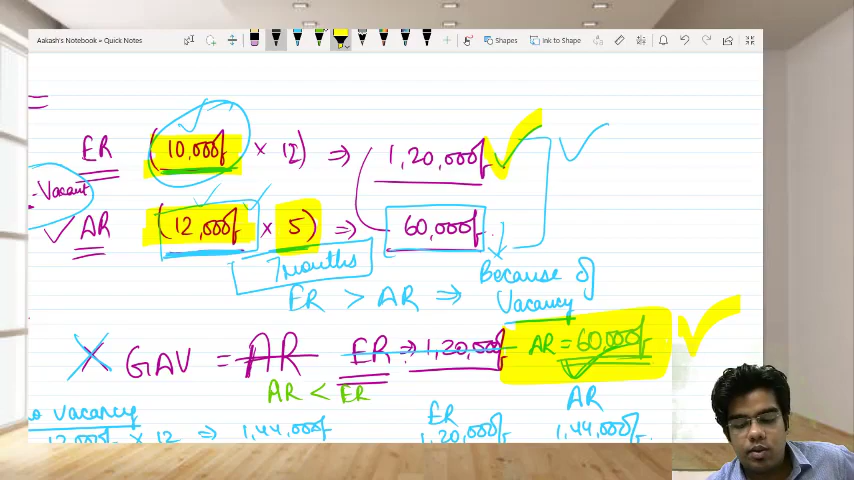 Aakash's Notebook » Quick Notes
Shapes
Ink to Shape
ER (10,000/- × 12) ⇒ 1,20,000/-
- Vacant
AR (12,000/- × 5) ⇒ 60,000/-
7 months
ER > AR ⇒ Because of Vacancy
X GAV = AR ER ⇒ 1,20,000/- AR = 60,000/-
AR < ER
Vacancy
12,000/- × 12 ⇒ 1,44,000/-
ER
1,20,000/-
AR
1,44,000/-